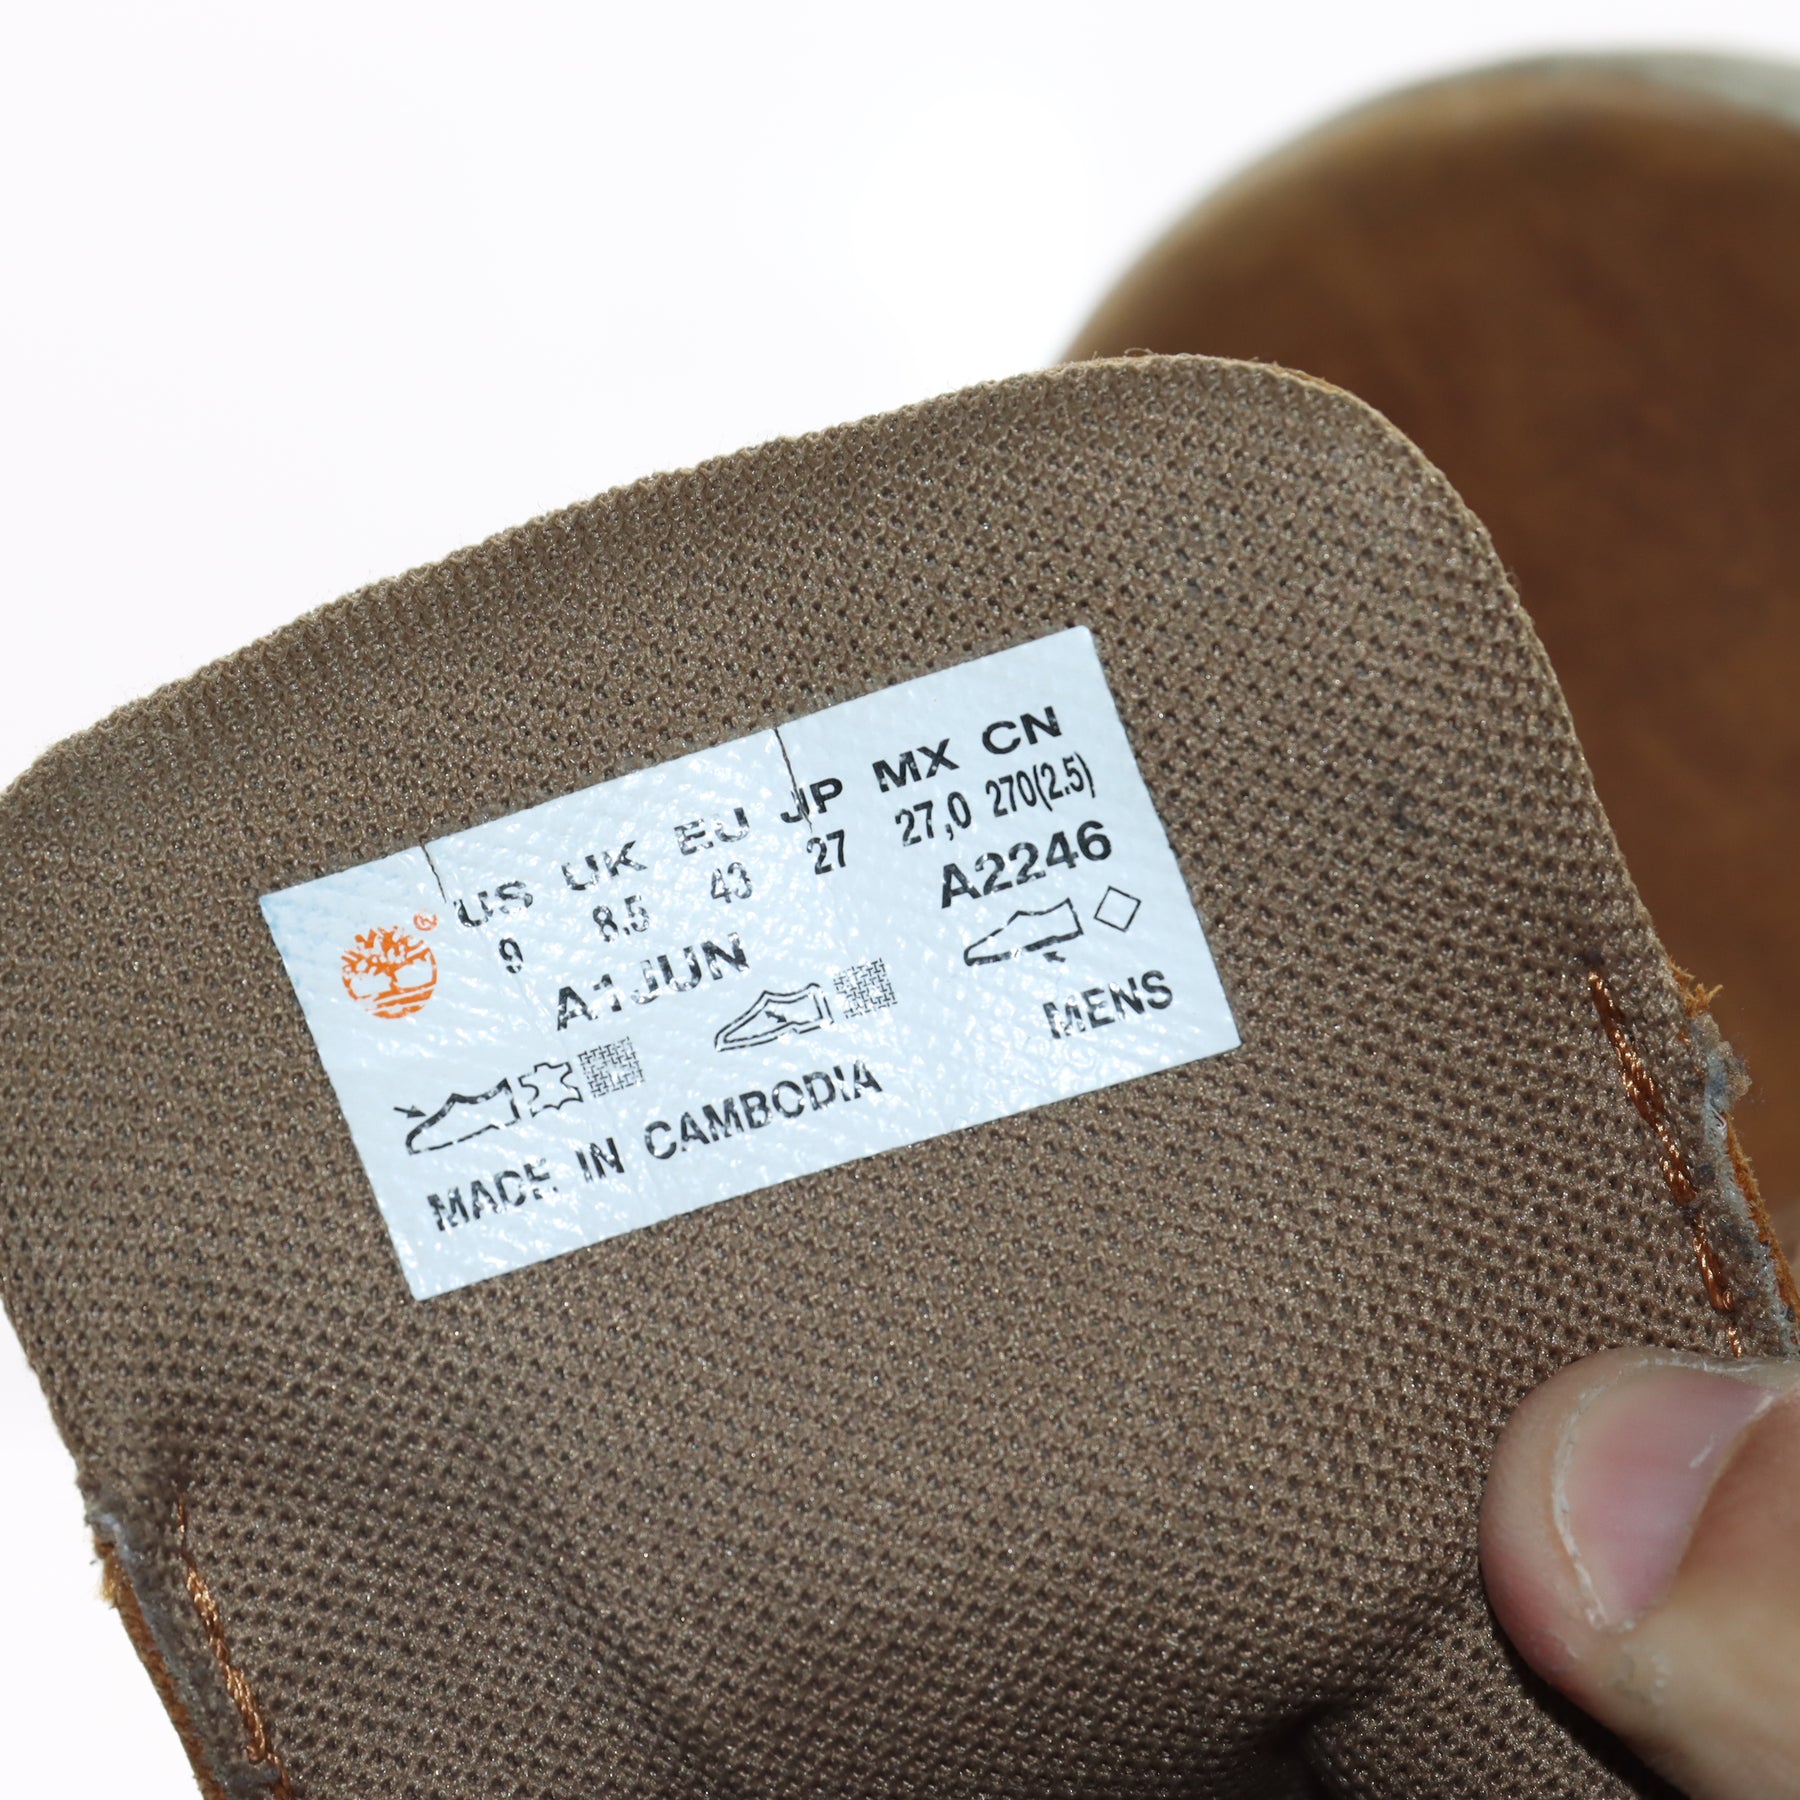 US UK EU JP MX CN
9 8.5 43 27 27,0 270(2.5)
A1JUN A2246
MENS
MADE IN CAMBODIA
®